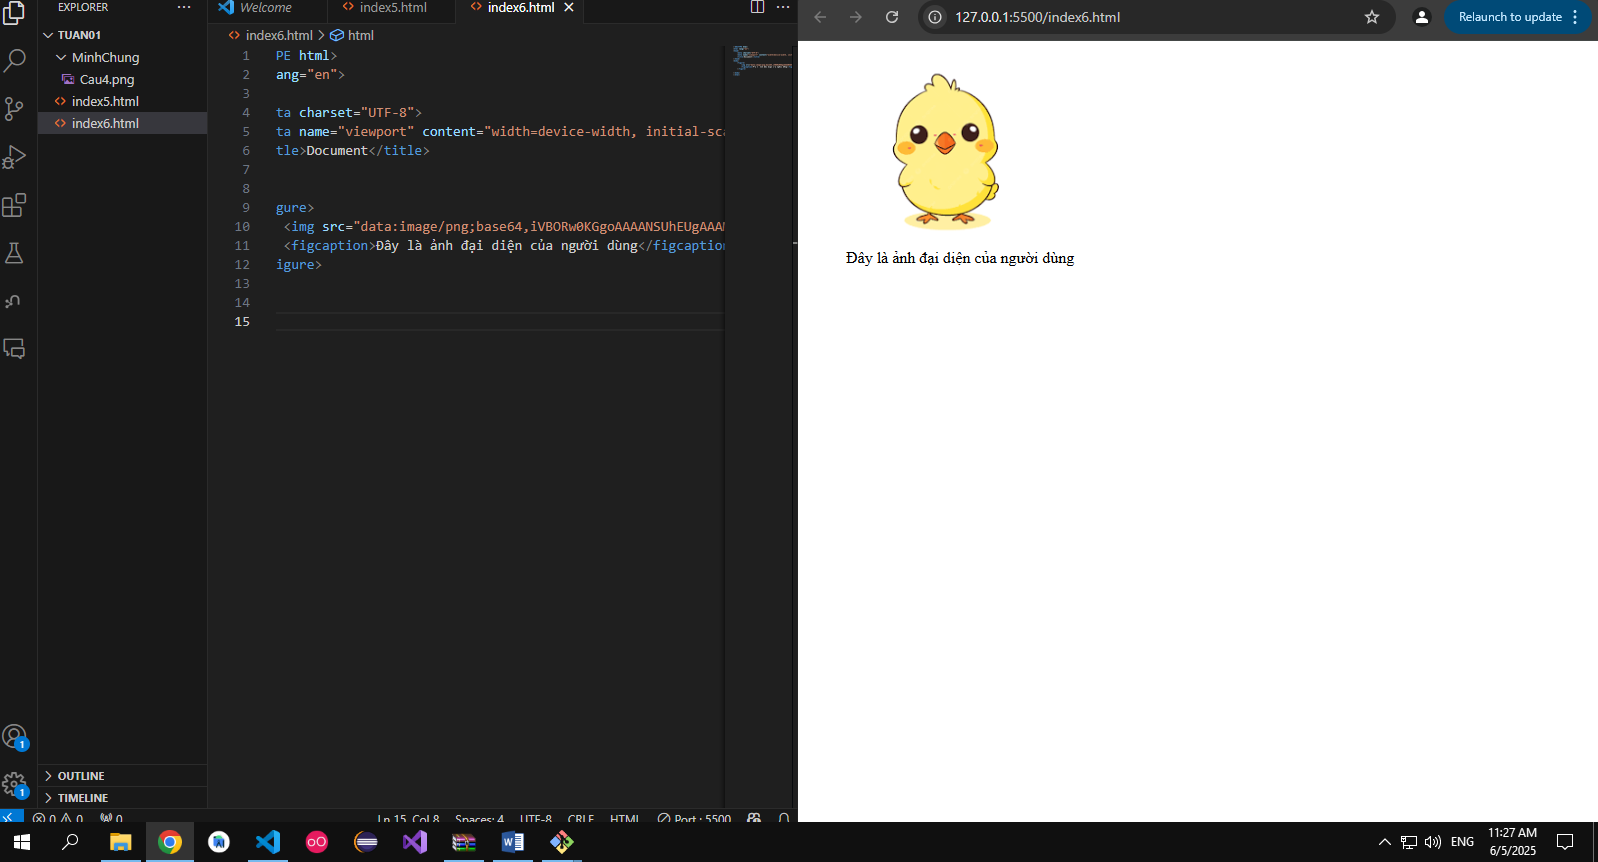 EXPLORER
TUAN01
MinhChung
Cau4.png
index5.html
index6.html
OUTLINE
TIMELINE
Welcome
index5.html
index6.html
index6.html > html
1 PE html>
2 ang="en">
3
4 ta charset="UTF-8">
5 ta name="viewport" content="width=device-width, initial-sca
6 tle>Document</title>
7
8
9 gure>
10 <img src="data:image/png;base64,iVBORw0KGgoAAAANSUhEUgAAA
11 <figcaption>Đây là ảnh đại diện của người dùng</figcaption
12 igure>
13
14
15
0 0 0 Ln 15, Col 8 Spaces: 4 UTF-8 CRLF HTML Port : 5500
127.0.0.1:5500/index6.html
Relaunch to update
Đây là ảnh đại diện của người dùng
1
1
ENG
11:27 AM
6/5/2025